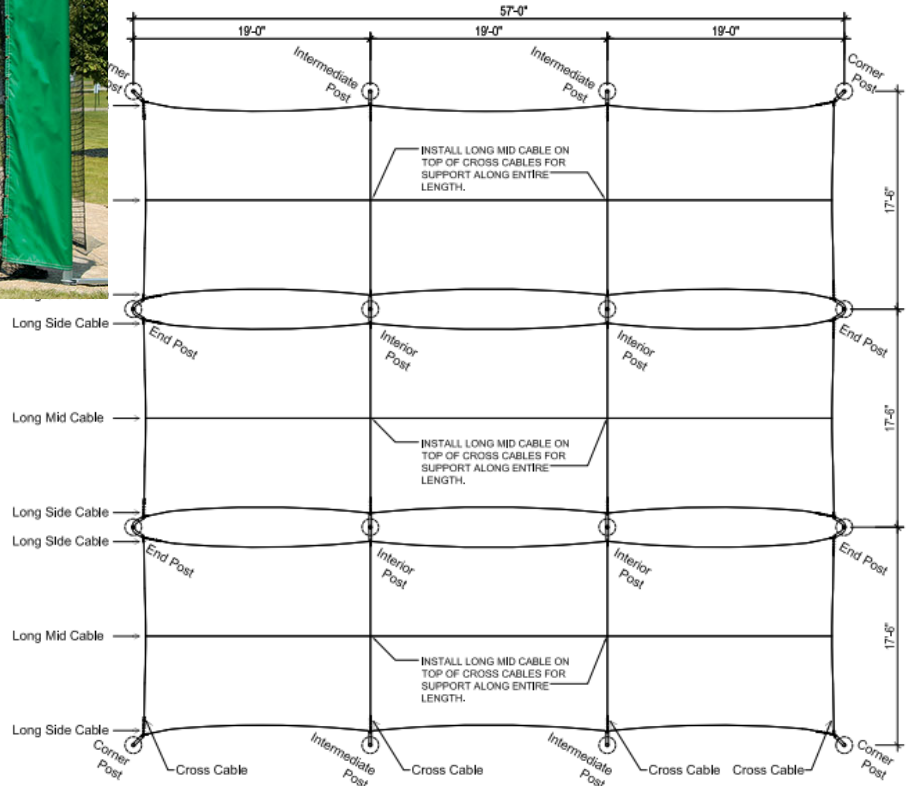 57'-0"
19'-0"
19'-0"
19'-0"
Post
Intermediate
Post
Intermediate
Post
Corner
Post
INSTALL LONG MID CABLE ON
TOP OF CROSS CABLES FOR
SUPPORT ALONG ENTIRE
LENGTH.
17'-6"
Long Side Cable
End Post
Interior
Post
Interior
Post
End Post
Long Mid Cable
INSTALL LONG MID CABLE ON
TOP OF CROSS CABLES FOR
SUPPORT ALONG ENTIRE
LENGTH.
17'-6"
Long Side Cable
Long Side Cable
End Post
Interior
Post
Interior
Post
End Post
Long Mid Cable
INSTALL LONG MID CABLE ON
TOP OF CROSS CABLES FOR
SUPPORT ALONG ENTIRE
LENGTH.
17'-6"
Long Side Cable
Corner
Post
Cross Cable
Intermediate
Post
Cross Cable
Intermediate
Post
Cross Cable
Cross Cable
Corner
Post